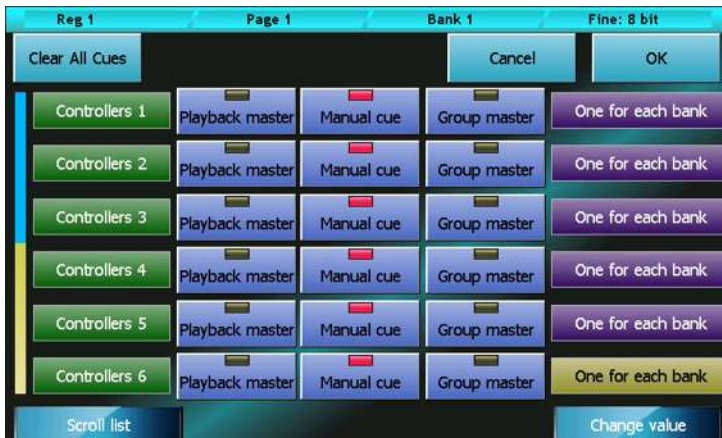 Reg 1 Page 1 Bank 1 Fine: 8 bit
Clear All Cues Cancel OK
Controllers 1 Playback master Manual cue Group master One for each bank
Controllers 2 Playback master Manual cue Group master One for each bank
Controllers 3 Playback master Manual cue Group master One for each bank
Controllers 4 Playback master Manual cue Group master One for each bank
Controllers 5 Playback master Manual cue Group master One for each bank
Controllers 6 Playback master Manual cue Group master One for each bank
Scroll list Change value